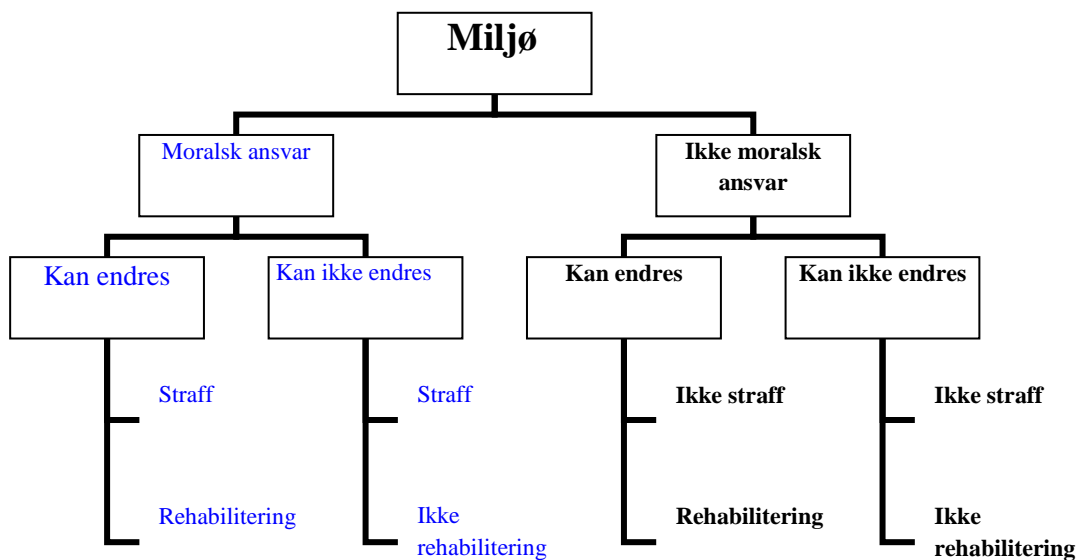 Miljø
Moralsk ansvar
Ikke moralsk
ansvar
Kan endres
Kan ikke endres
Kan endres
Kan ikke endres
Straff
Straff
Ikke straff
Ikke straff
Rehabilitering
Ikke
rehabilitering
Rehabilitering
Ikke
rehabilitering